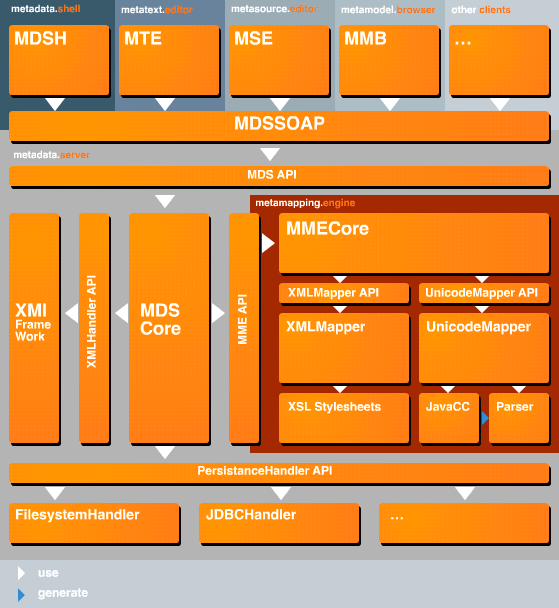 metadata.shell
metatext.editor
metasource.editor
metamodel.browser
other clients
MDSH
MTE
MSE
MMB
...
MDSSOAP
metadata.server
MDS API
metamapping.engine
XMI
Frame
Work
XMLHandler API
MDS
Core
MME API
MMECore
XMLMapper API
UnicodeMapper API
XMLMapper
UnicodeMapper
XSL Stylesheets
JavaCC
Parser
PersistanceHandler API
FilesystemHandler
JDBCHandler
...
use
generate